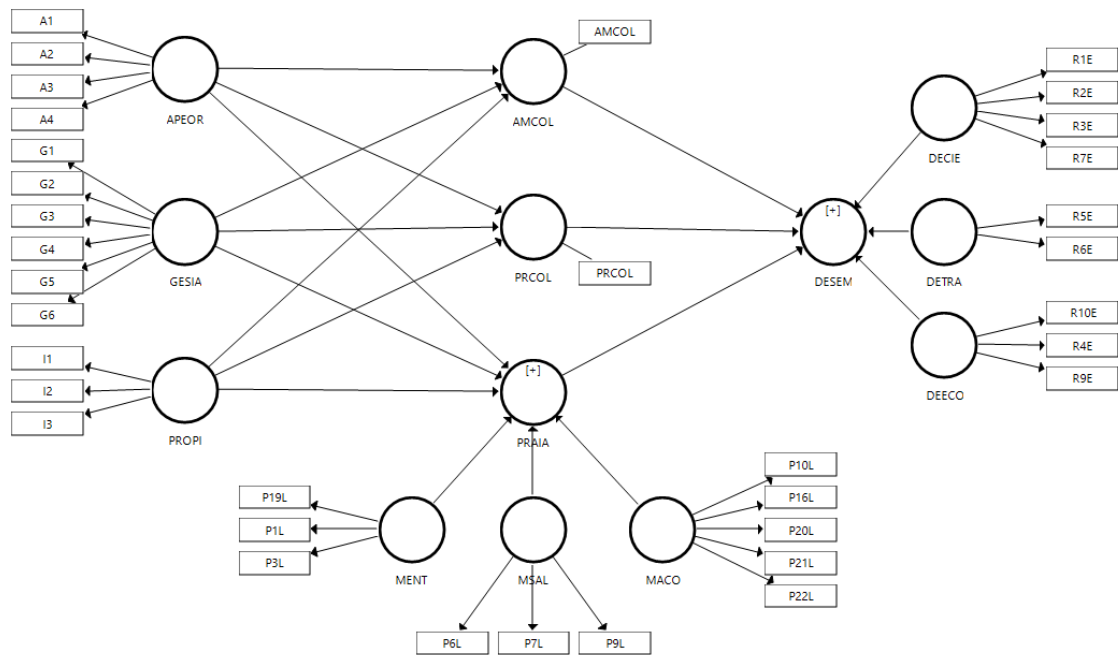 A1
A2
A3
A4
APEOR
G1
G2
G3
G4
G5
G6
GESIA
I1
I2
I3
PROPI
AMCOL
AMCOL
PRCOL
PRCOL
[+]
PRAIA
P19L
P1L
P3L
MENT
MSAL
P6L
P7L
P9L
MACO
P10L
P16L
P20L
P21L
P22L
[+]
DESEM
DECIE
R1E
R2E
R3E
R7E
DETRA
R5E
R6E
DEECO
R10E
R4E
R9E